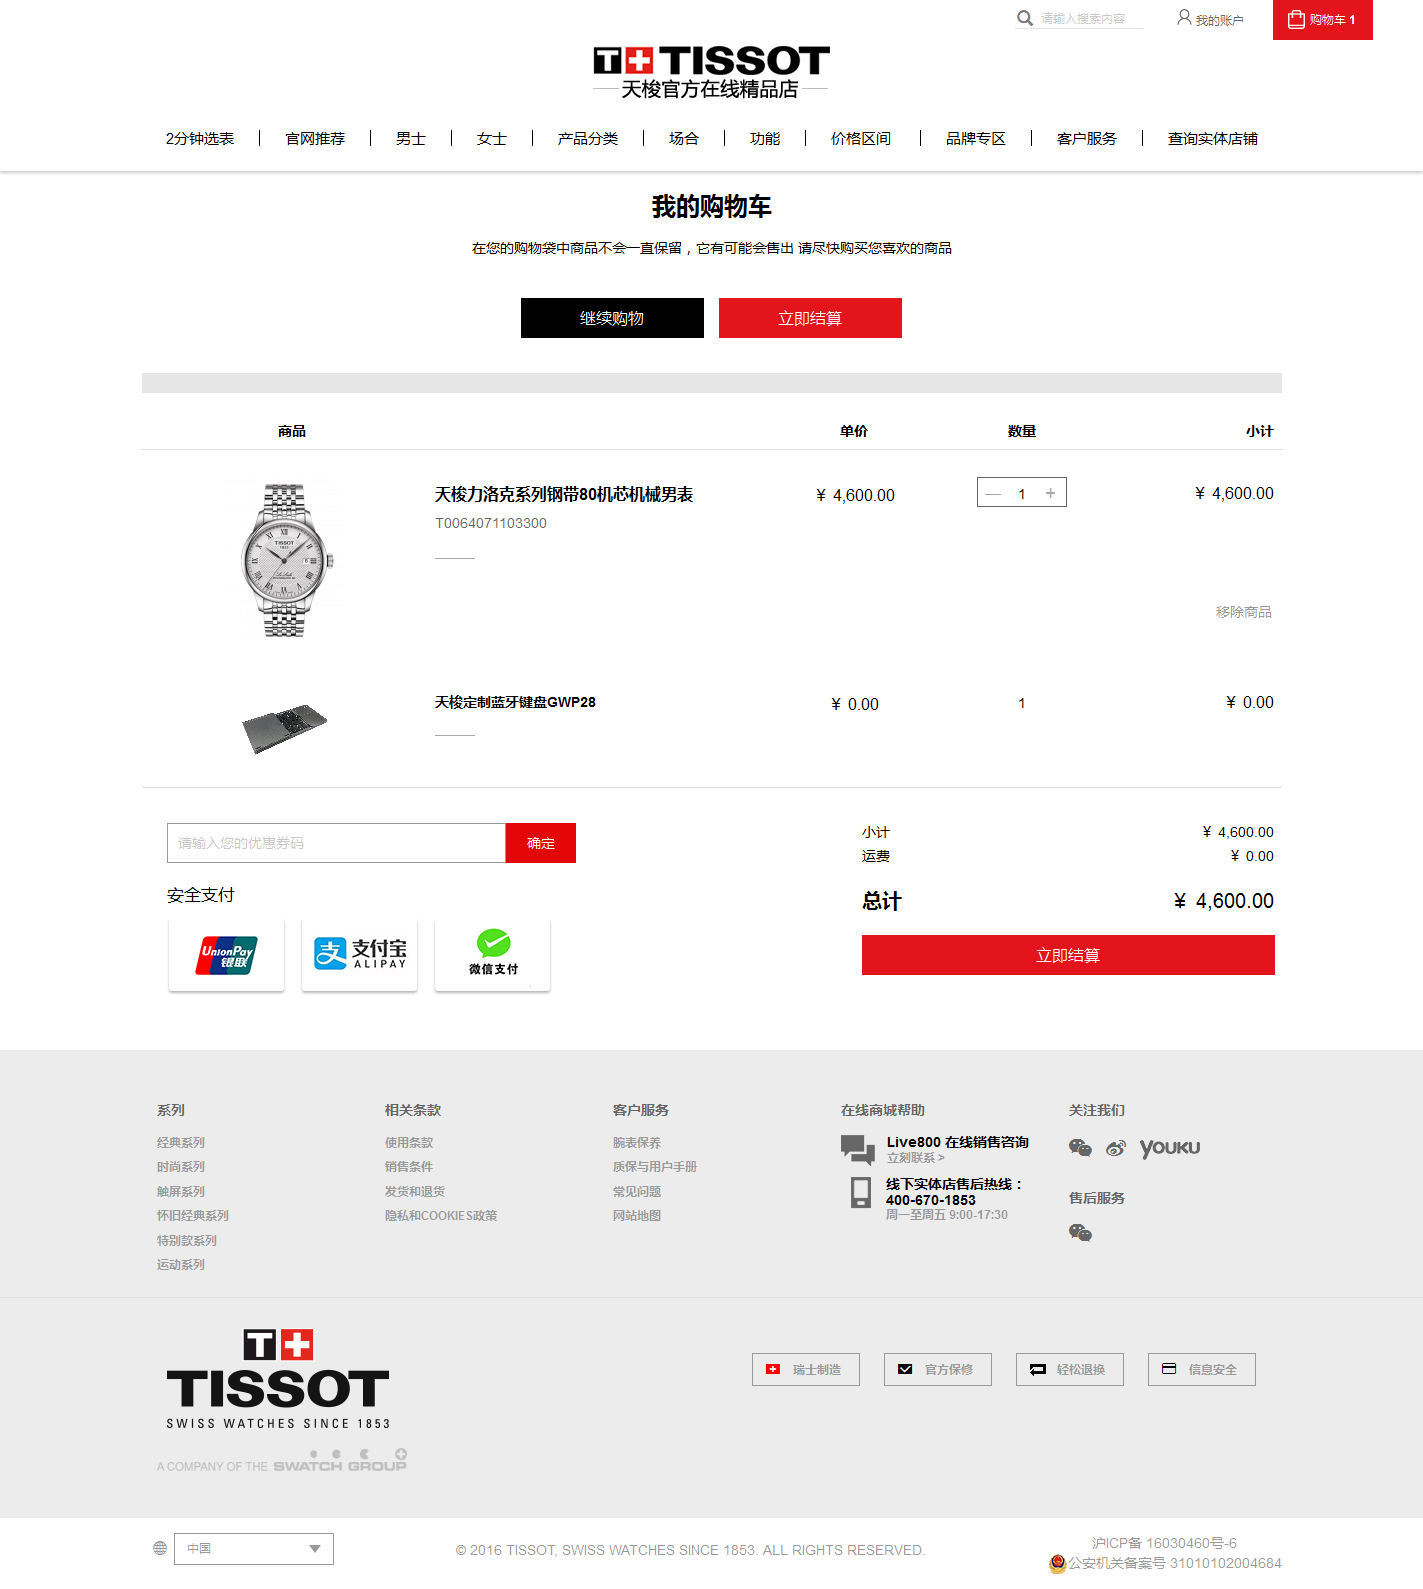 请输入搜索内容
我的账户
购物车 1
T TISSOT
天梭官方在线精品店
2分钟选表
官网推荐
男士
女士
产品分类
场合
功能
价格区间
品牌专区
客户服务
查询实体店铺
我的购物车
在您的购物袋中商品不会一直保留，它有可能会售出 请尽快购买您喜欢的商品
继续购物
立即结算
商品
单价
数量
小计
天梭力洛克系列钢带80机芯机械男表
¥ 4,600.00
— 1 +
¥ 4,600.00
T0064071103300
TISSOT
1853
移除商品
天梭定制蓝牙键盘GWP28
¥ 0.00
1
¥ 0.00
请输入您的优惠券码
确定
小计
¥ 4,600.00
运费
¥ 0.00
安全支付
总计
¥ 4,600.00
UnionPay
银联
支 支付宝
ALIPAY
微信支付
立即结算
系列
经典系列
时尚系列
触屏系列
怀旧经典系列
特别款系列
运动系列
相关条款
使用条款
销售条件
发货和退货
隐私和COOKIES政策
客户服务
腕表保养
质保与用户手册
常见问题
网站地图
在线商城帮助
Live800 在线销售咨询
立刻联系 >
线下实体店售后热线：
400-670-1853
周一至周五 9:00-17:30
关注我们
YOUKU
售后服务
T
TISSOT
SWISS WATCHES SINCE 1853
A COMPANY OF THE SWATCH GROUP
瑞士制造
官方保修
轻松退换
信息安全
中国
© 2016 TISSOT, SWISS WATCHES SINCE 1853. ALL RIGHTS RESERVED.
沪ICP备 16030460号-6
公安机关备案号 31010102004684